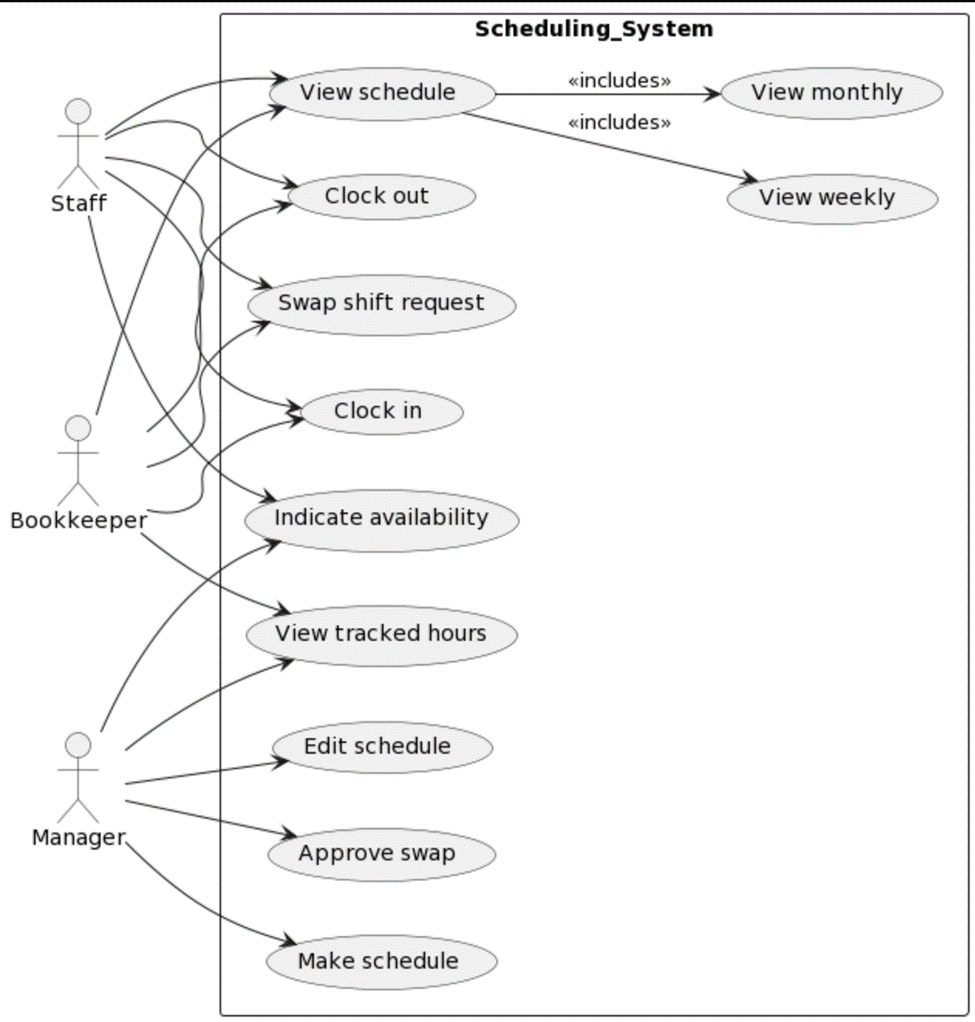 Scheduling_System
View schedule
«includes»
View monthly
«includes»
View weekly
Staff
Clock out
Swap shift request
Clock in
Bookkeeper
Indicate availability
View tracked hours
Edit schedule
Manager
Approve swap
Make schedule